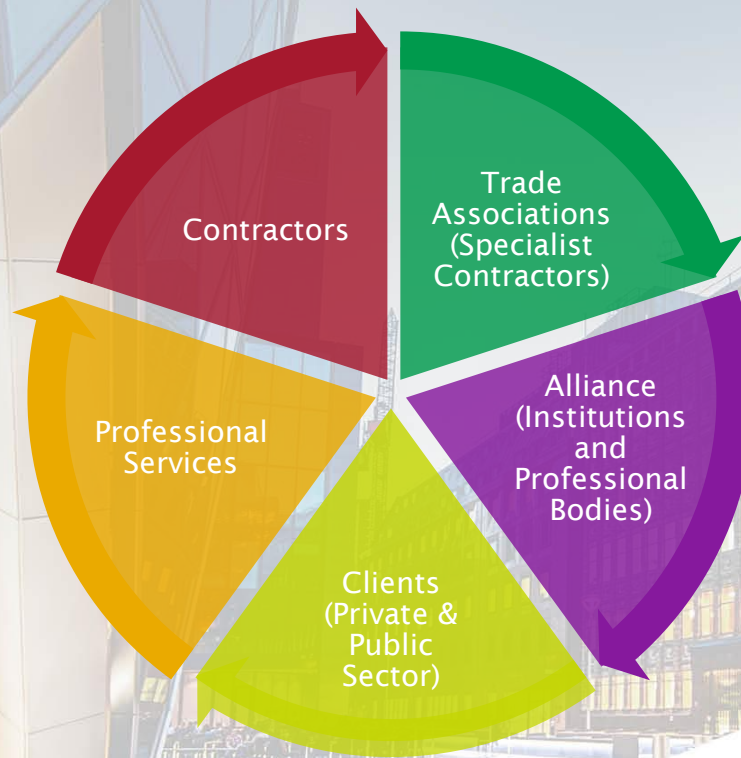 Trade
Associations
(Specialist
Contractors)
Alliance
(Institutions
and
Professional
Bodies)
Clients
(Private &
Public
Sector)
Professional
Services
Contractors